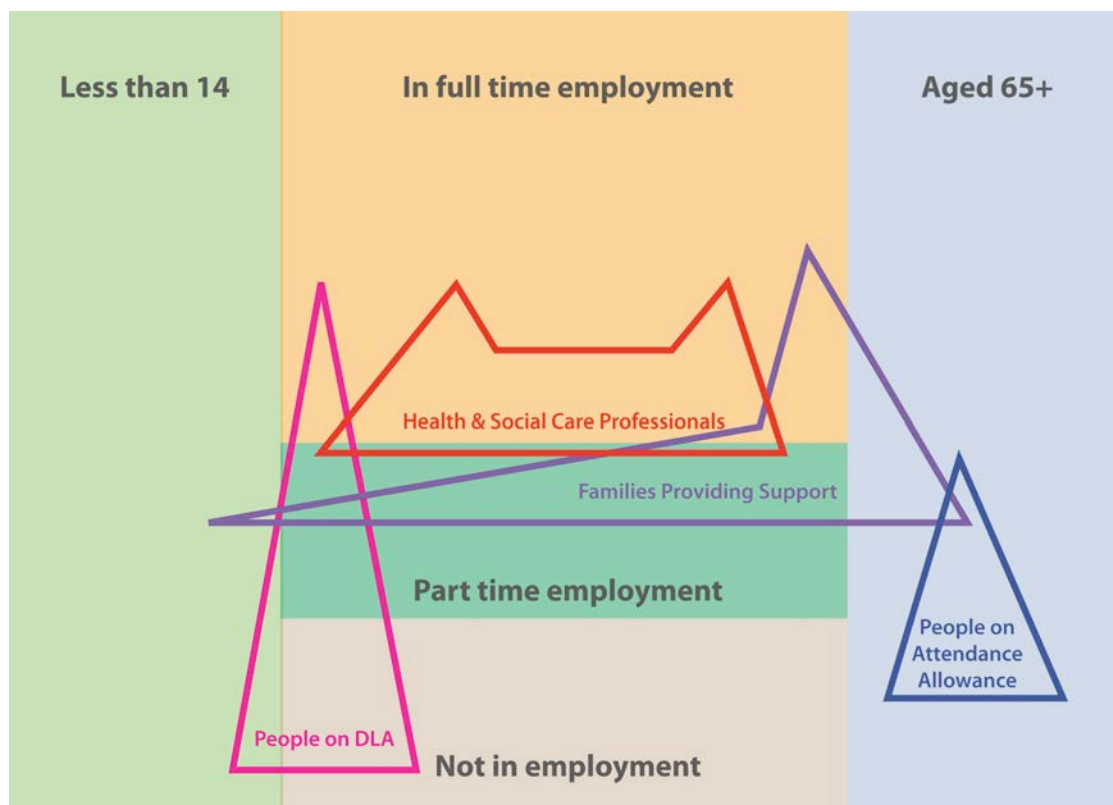 Less than 14
In full time employment
Aged 65+
Health & Social Care Professionals
Families Providing Support
Part time employment
People on
Attendance
Allowance
People on DLA
Not in employment